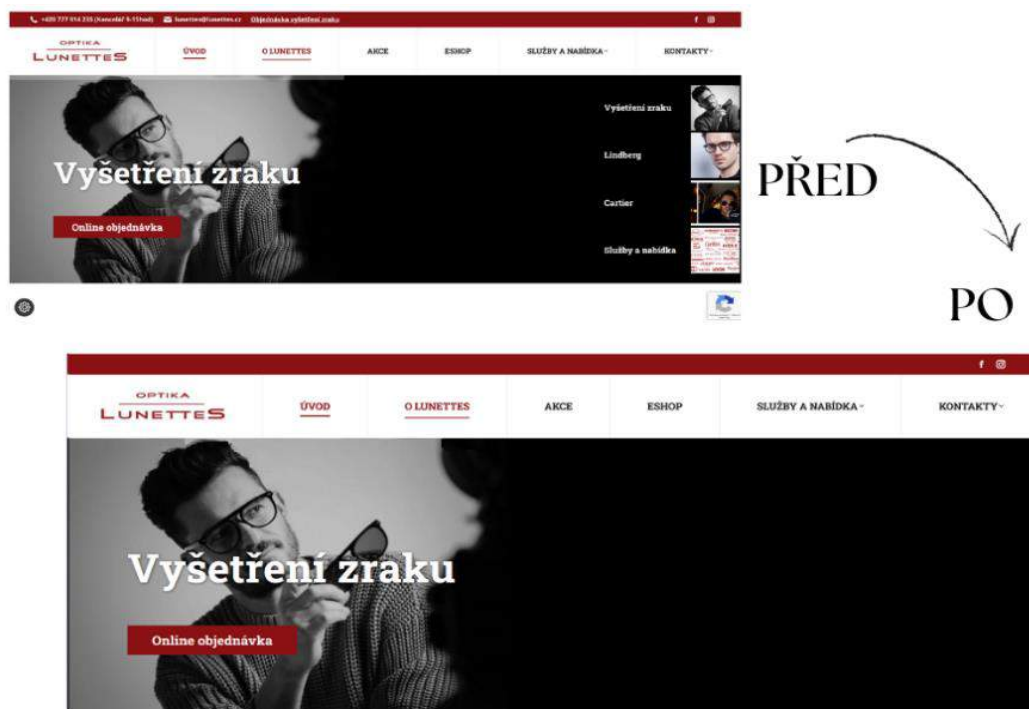 +420 777 914 235 (Kancelář 9-15hod) lunettes@lunettes.cz Objednávka vyšetření zraku
OPTIKA
LUNETTES
ÚVOD O LUNETTES AKCE ESHOP SLUŽBY A NABÍDKA KONTAKTY
Vyšetření zraku
Online objednávka
Vyšetření zraku
Lindberg
Cartier
Služby a nabídka
PŘED
PO
OPTIKA
LUNETTES
ÚVOD O LUNETTES AKCE ESHOP SLUŽBY A NABÍDKA KONTAKTY
Vyšetření zraku
Online objednávka